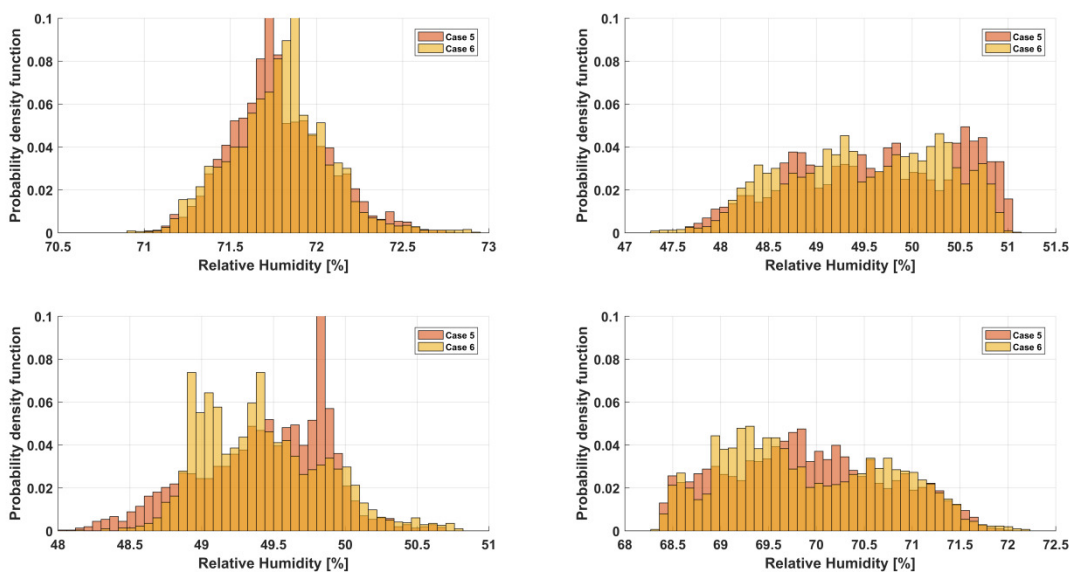 0.1
Case 5
Case 6
0.08
0.06
0.04
0.02
0
Probability density function
70.5 71 71.5 72 72.5 73
Relative Humidity [%]
0.1
Case 5
Case 6
0.08
0.06
0.04
0.02
0
Probability density function
47 47.5 48 48.5 49 49.5 50 50.5 51 51.5
Relative Humidity [%]
0.1
Case 5
Case 6
0.08
0.06
0.04
0.02
0
Probability density function
48 48.5 49 49.5 50 50.5 51
Relative Humidity [%]
0.1
Case 5
Case 6
0.08
0.06
0.04
0.02
0
Probability density function
68 68.5 69 69.5 70 70.5 71 71.5 72 72.5
Relative Humidity [%]